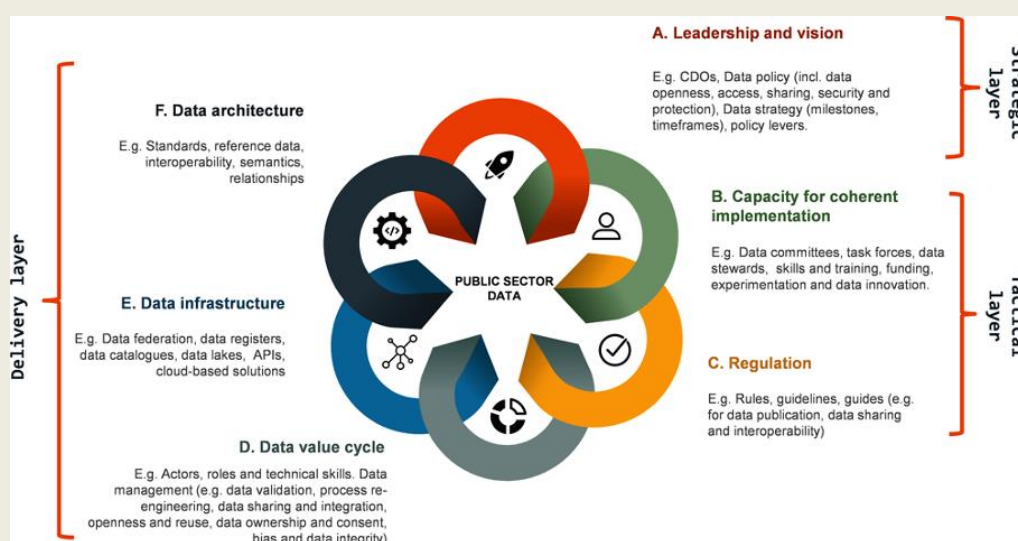 A. Leadership and vision
E.g. CDOs, Data policy (incl. data
openness, access, sharing, security and
protection), Data strategy (milestones,
timeframes), policy levers.
Strategic
layer
B. Capacity for coherent
implementation
E.g. Data committees, task forces, data
stewards, skills and training, funding,
experimentation and data innovation.
C. Regulation
E.g. Rules, guidelines, guides (e.g.
for data publication, data sharing
and interoperability)
layer
PUBLIC SECTOR
DATA
F. Data architecture
E.g. Standards, reference data,
interoperability, semantics,
relationships
E. Data infrastructure
E.g. Data federation, data registers,
data catalogues, data lakes, APIs,
cloud-based solutions
D. Data value cycle
E.g. Actors, roles and technical skills. Data
management (e.g. data validation, process re-
engineering, data sharing and integration,
openness and reuse, data ownership and consent,
bias and data integrity)
Delivery layer